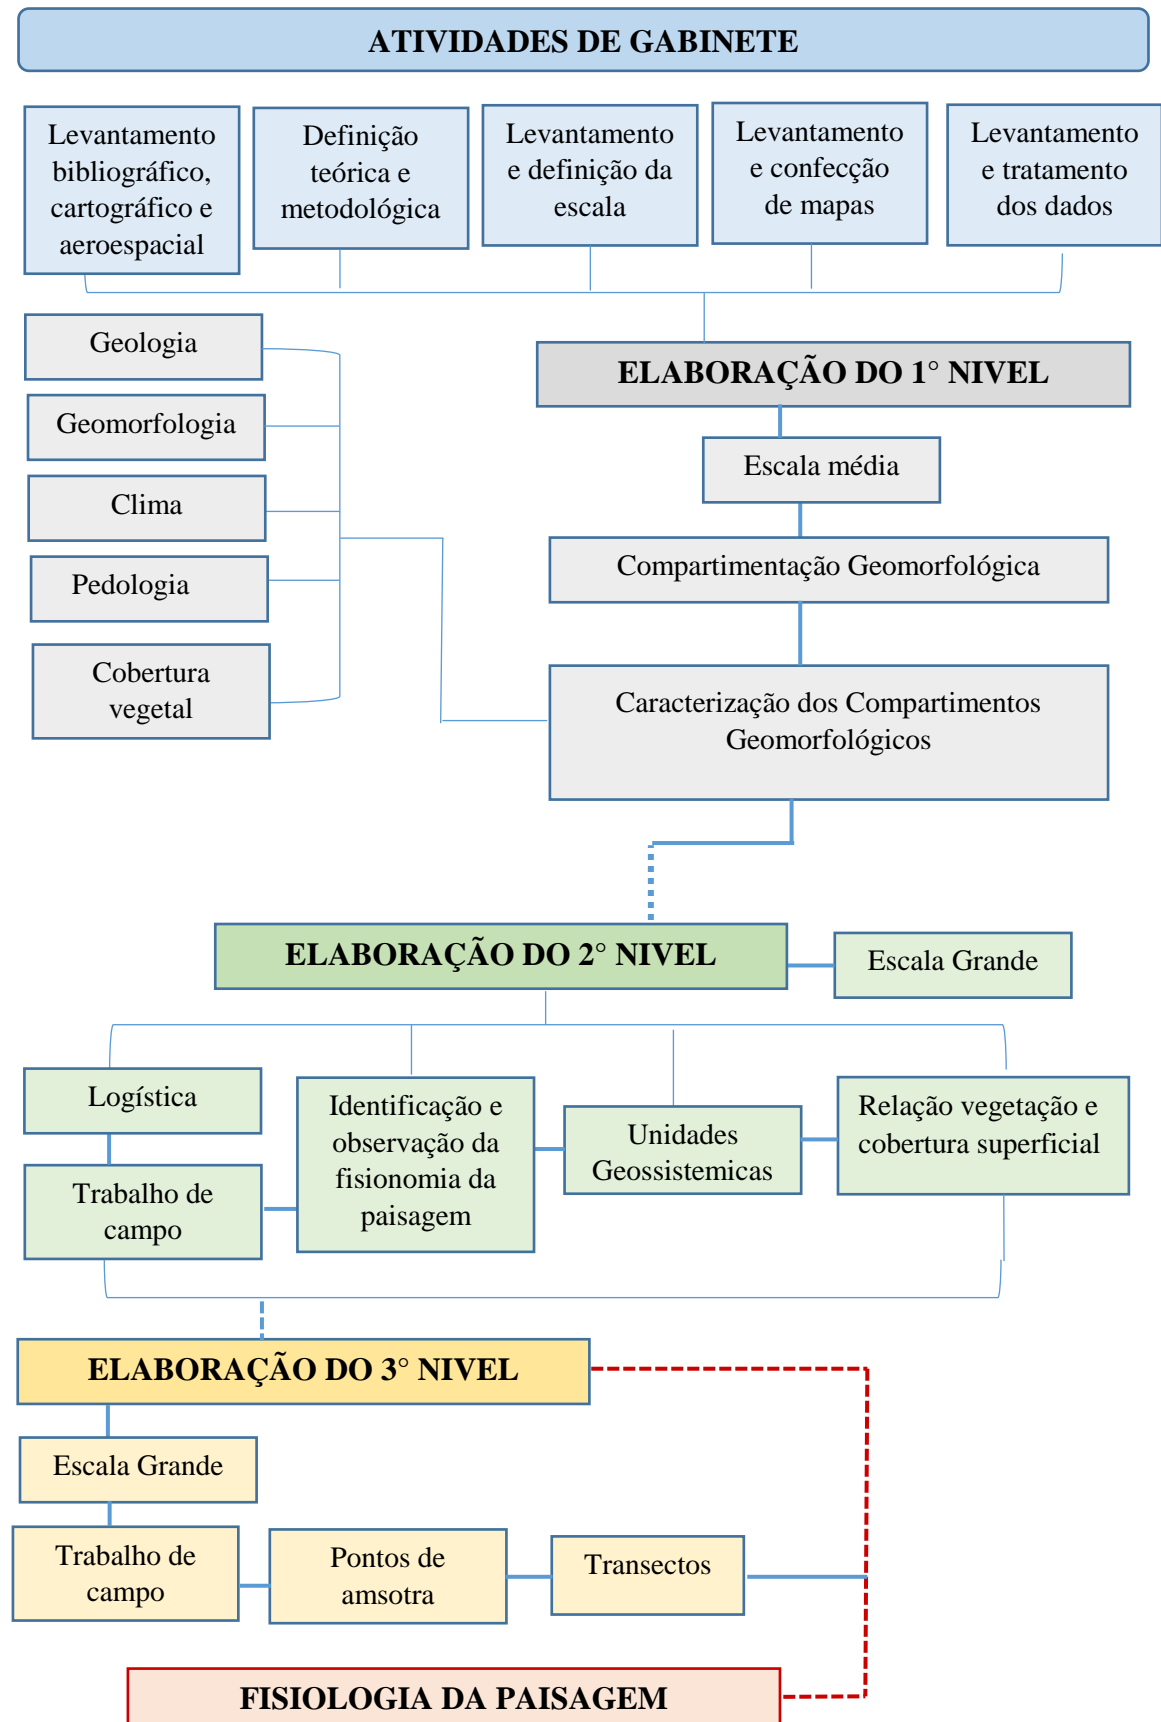 ATIVIDADES DE GABINETE
Levantamento
bibliográfico,
cartográfico e
aeroespacial
Definição
teórica e
metodológica
Levantamento
e definição da
escala
Levantamento
e confecção
de mapas
Levantamento
e tratamento
dos dados
Geologia
Geomorfologia
Clima
Pedologia
Cobertura
vegetal
ELABORAÇÃO DO 1° NIVEL
Escala média
Compartimentação Geomorfológica
Caracterização dos Compartimentos
Geomorfológicos
ELABORAÇÃO DO 2° NIVEL
Escala Grande
Logística
Trabalho de
campo
Identificação e
observação da
fisionomia da
paisagem
Unidades
Geossistemicas
Relação vegetação e
cobertura superficial
ELABORAÇÃO DO 3° NIVEL
Escala Grande
Trabalho de
campo
Pontos de
amsotra
Transectos
FISIOLOGIA DA PAISAGEM